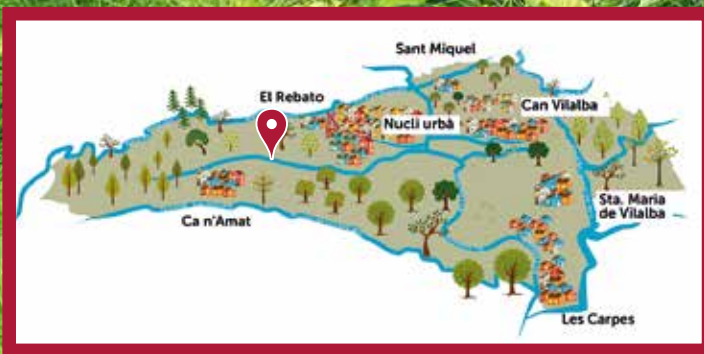 Sant Miquel
El Rebato
Can Vilalba
Nucli urbà
Sta. Maria
de Vilalba
Ca n'Amat
Les Carpes